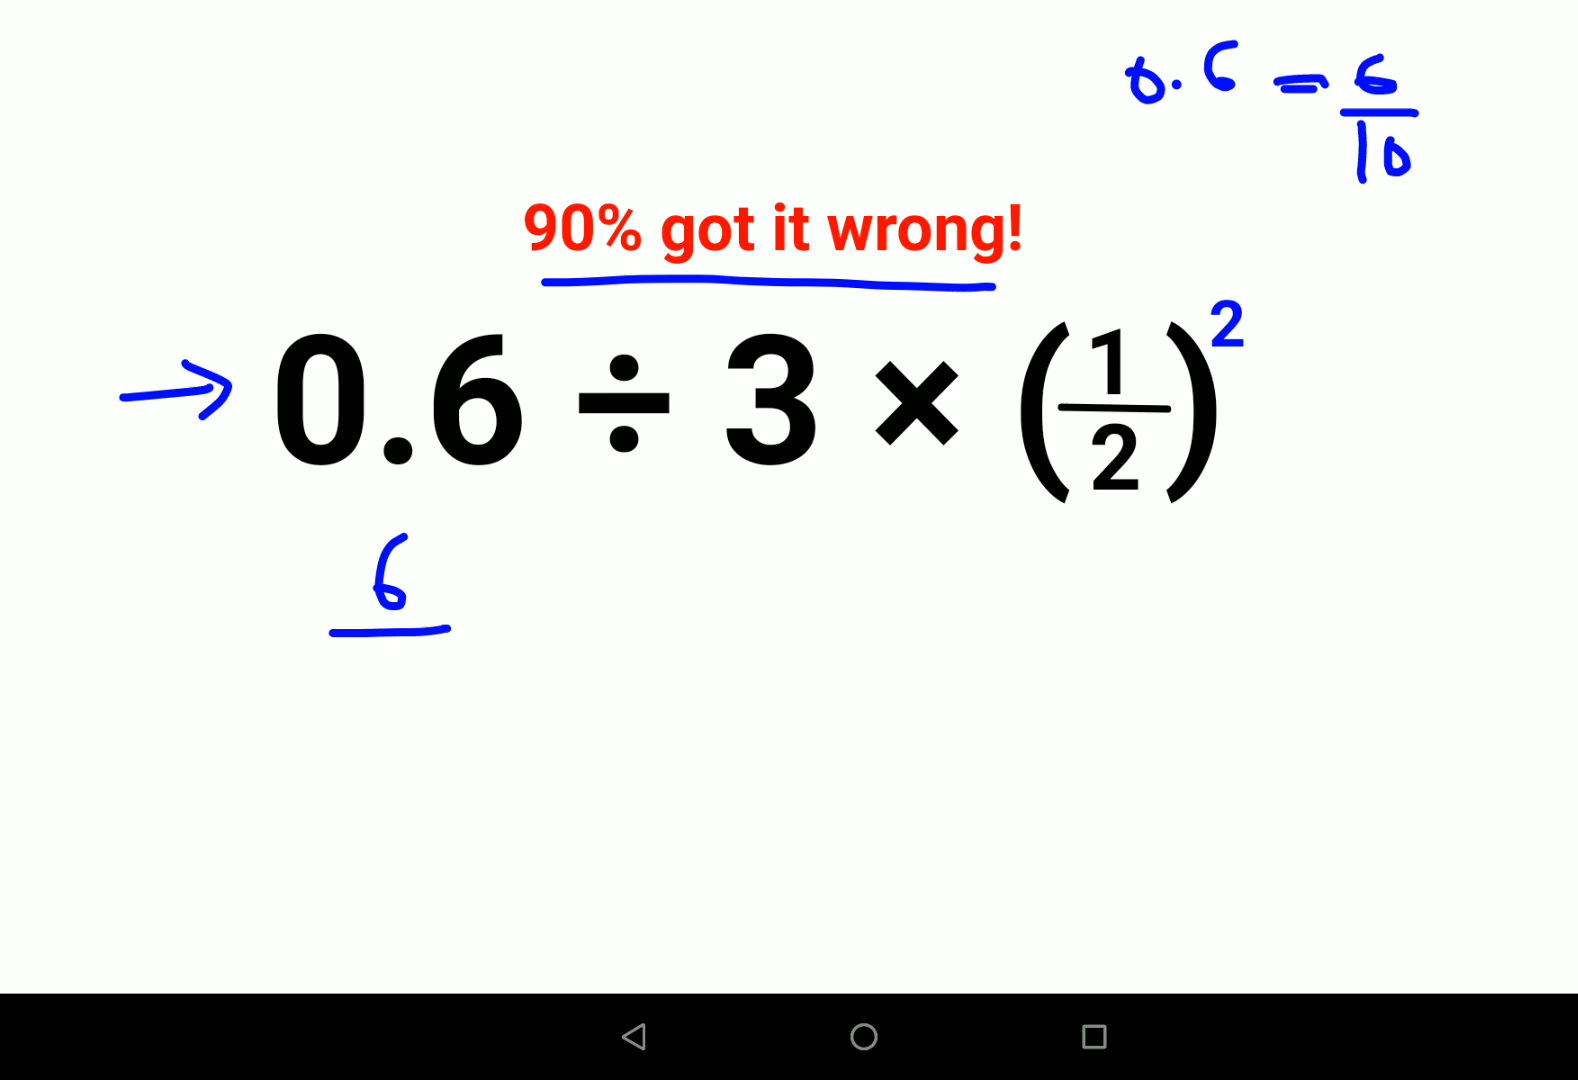 0.6 = 6/10
90% got it wrong!
0.6 ÷ 3 × (1/2)²
6